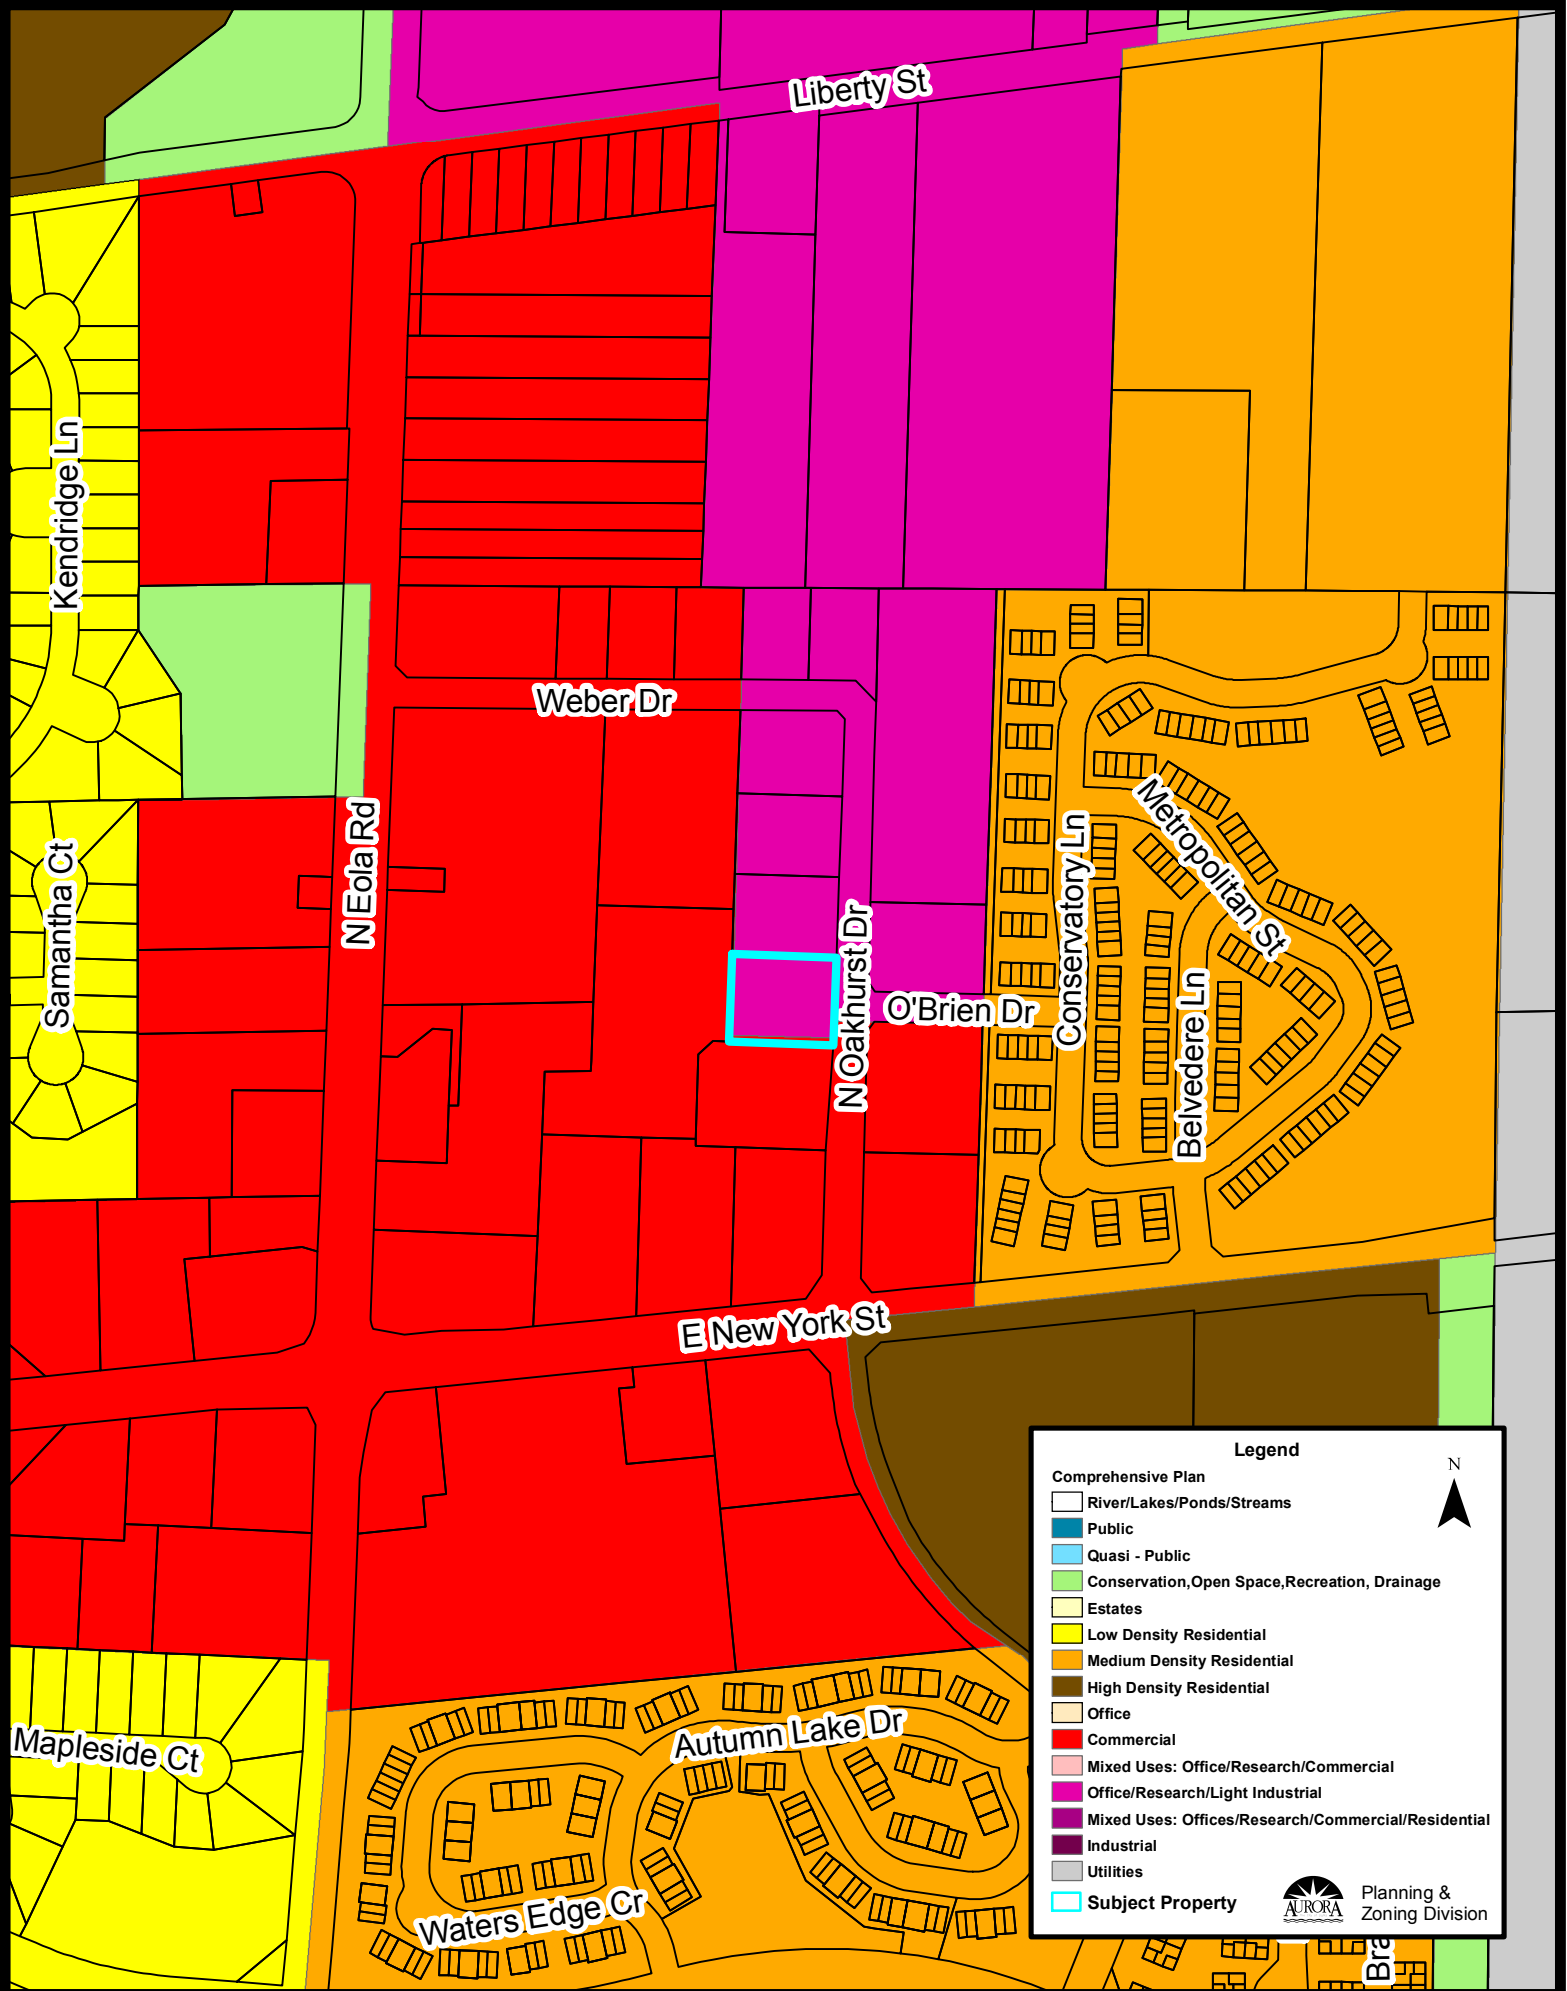 Liberty St
Kendridge Ln
Weber Dr
Metropolitan St
Conservatory Ln
N Eola Rd
Samantha Ct
N Oakhurst Dr
O'Brien Dr
Belvedere Ln
E New York St
Legend
N
Comprehensive Plan
River/Lakes/Ponds/Streams
Public
Quasi - Public
Conservation,Open Space,Recreation, Drainage
Estates
Low Density Residential
Medium Density Residential
High Density Residential
Office
Commercial
Mixed Uses: Office/Research/Commercial
Office/Research/Light Industrial
Mixed Uses: Offices/Research/Commercial/Residential
Industrial
Utilities
Subject Property
AURORA
Planning &
Zoning Division
Mapleside Ct
Autumn Lake Dr
Waters Edge Cr
Bra